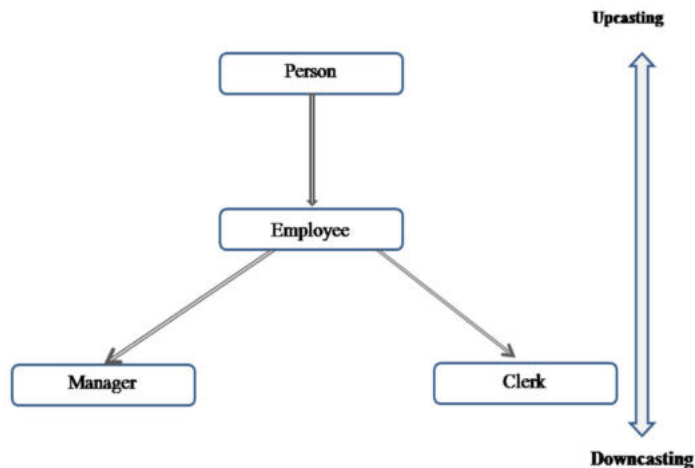 Upcasting
Person
Employee
Manager
Clerk
Downcasting